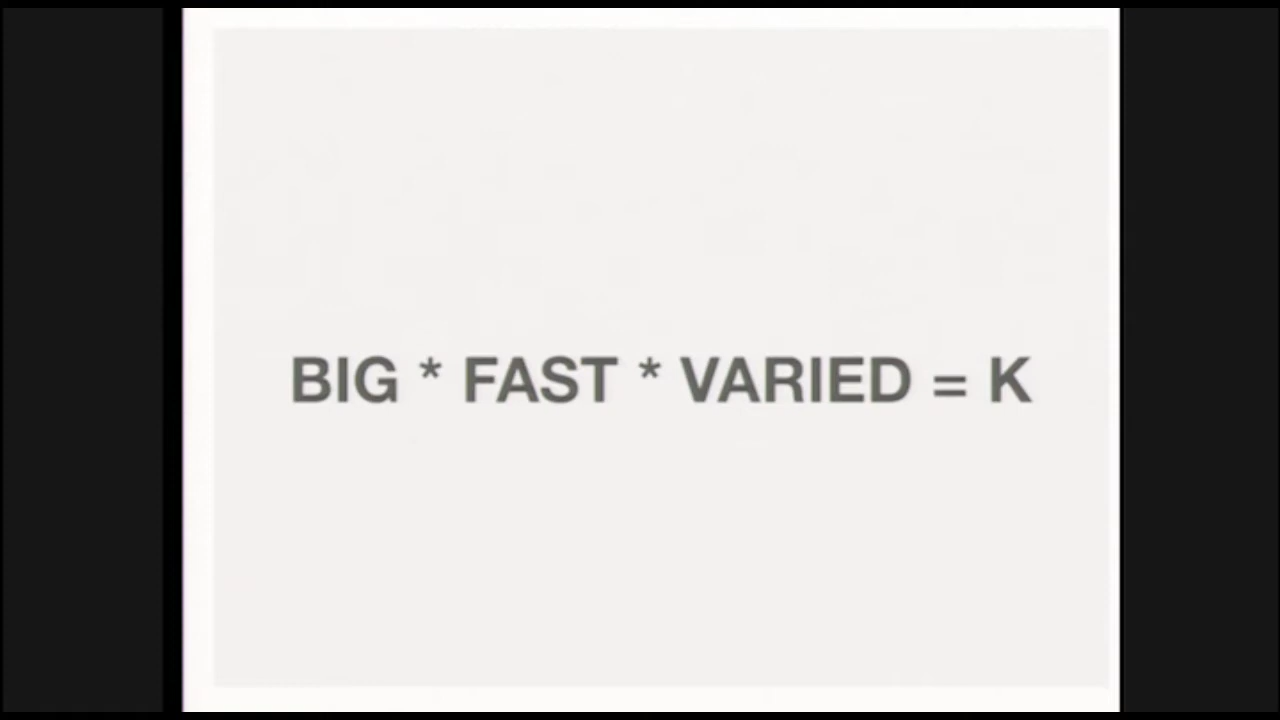 BIG * FAST * VARIED = K